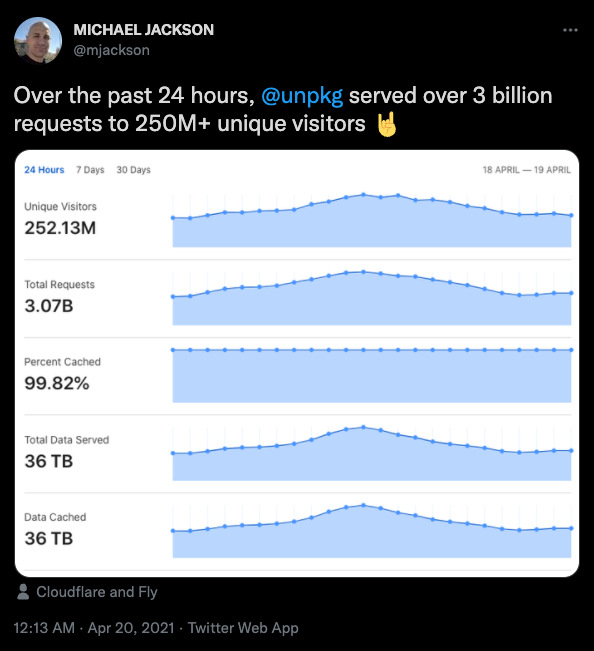 MICHAEL JACKSON
@mjackson
Over the past 24 hours, @unpkg served over 3 billion
requests to 250M+ unique visitors 🤘
24 Hours 7 Days 30 Days 18 APRIL — 19 APRIL
Unique Visitors
252.13M
Total Requests
3.07B
Percent Cached
99.82%
Total Data Served
36 TB
Data Cached
36 TB
Cloudflare and Fly
12:13 AM · Apr 20, 2021 · Twitter Web App